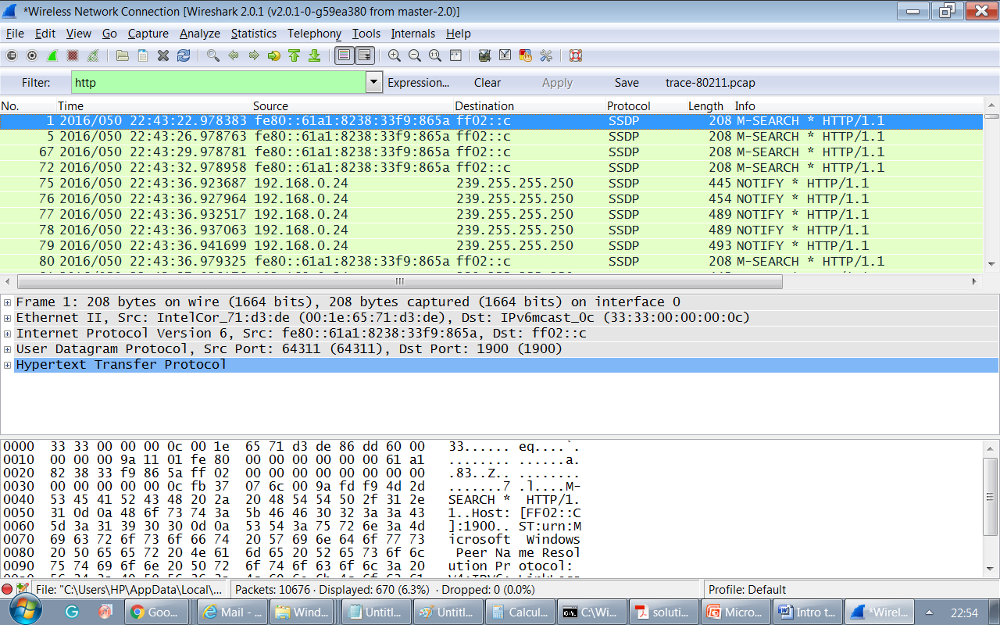 *Wireless Network Connection [Wireshark 2.0.1 (v2.0.1-0-g59ea380 from master-2.0)]
File Edit View Go Capture Analyze Statistics Telephony Tools Internals Help
Filter: http Expression... Clear Apply Save trace-80211.pcap
No. Time Source Destination Protocol Length Info
1 2016/050 22:43:22.978383 fe80::61a1:8238:33f9:865a ff02::c SSDP 208 M-SEARCH * HTTP/1.1
5 2016/050 22:43:26.978763 fe80::61a1:8238:33f9:865a ff02::c SSDP 208 M-SEARCH * HTTP/1.1
67 2016/050 22:43:29.978781 fe80::61a1:8238:33f9:865a ff02::c SSDP 208 M-SEARCH * HTTP/1.1
72 2016/050 22:43:32.978958 fe80::61a1:8238:33f9:865a ff02::c SSDP 208 M-SEARCH * HTTP/1.1
75 2016/050 22:43:36.923687 192.168.0.24 239.255.255.250 SSDP 445 NOTIFY * HTTP/1.1
76 2016/050 22:43:36.927964 192.168.0.24 239.255.255.250 SSDP 454 NOTIFY * HTTP/1.1
77 2016/050 22:43:36.932517 192.168.0.24 239.255.255.250 SSDP 489 NOTIFY * HTTP/1.1
78 2016/050 22:43:36.937063 192.168.0.24 239.255.255.250 SSDP 489 NOTIFY * HTTP/1.1
79 2016/050 22:43:36.941699 192.168.0.24 239.255.255.250 SSDP 493 NOTIFY * HTTP/1.1
80 2016/050 22:43:36.979325 fe80::61a1:8238:33f9:865a ff02::c SSDP 208 M-SEARCH * HTTP/1.1
Frame 1: 208 bytes on wire (1664 bits), 208 bytes captured (1664 bits) on interface 0
Ethernet II, Src: IntelCor_71:d3:de (00:1e:65:71:d3:de), Dst: IPv6mcast_0c (33:33:00:00:00:0c)
Internet Protocol Version 6, Src: fe80::61a1:8238:33f9:865a, Dst: ff02::c
User Datagram Protocol, Src Port: 64311 (64311), Dst Port: 1900 (1900)
Hypertext Transfer Protocol
0000 33 33 00 00 00 0c 00 1e 65 71 d3 de 86 dd 60 00 33...... eq....`.
0010 00 00 00 9a 11 01 fe 80 00 00 00 00 00 00 61 a1 ........ ......a.
0020 82 38 33 f9 86 5a ff 02 00 00 00 00 00 00 00 00 .83..Z.. ........
0030 00 00 00 00 00 0c fb 37 07 6c 00 9a fd f9 4d 2d .......7 .l....M-
0040 53 45 41 52 43 48 20 2a 20 48 54 54 50 2f 31 2e SEARCH * HTTP/1.
0050 31 0d 0a 48 6f 73 74 3a 5b 46 46 30 32 3a 3a 43 1..Host: [FF02::C
0060 5d 3a 31 39 30 30 0d 0a 53 54 3a 75 72 6e 3a 4d ]:1900.. ST:urn:M
0070 69 63 72 6f 73 6f 66 74 20 57 69 6e 64 6f 77 73 icrosoft Windows
0080 20 50 65 65 72 20 4e 61 6d 65 20 52 65 73 6f 6c Peer Na me Resol
0090 75 74 69 6f 6e 20 50 72 6f 74 6f 63 6f 6c 3a 20 ution Pr otocol:
File: "C:\Users\HP\AppData\Local\... Packets: 10676 · Displayed: 670 (6.3%) · Dropped: 0 (0.0%) Profile: Default
Goo... Mail - ... Wind... Untitl... Untitl... Calcul... C:\Wi... soluti... Micro... Intro t... *Wirel... 22:54